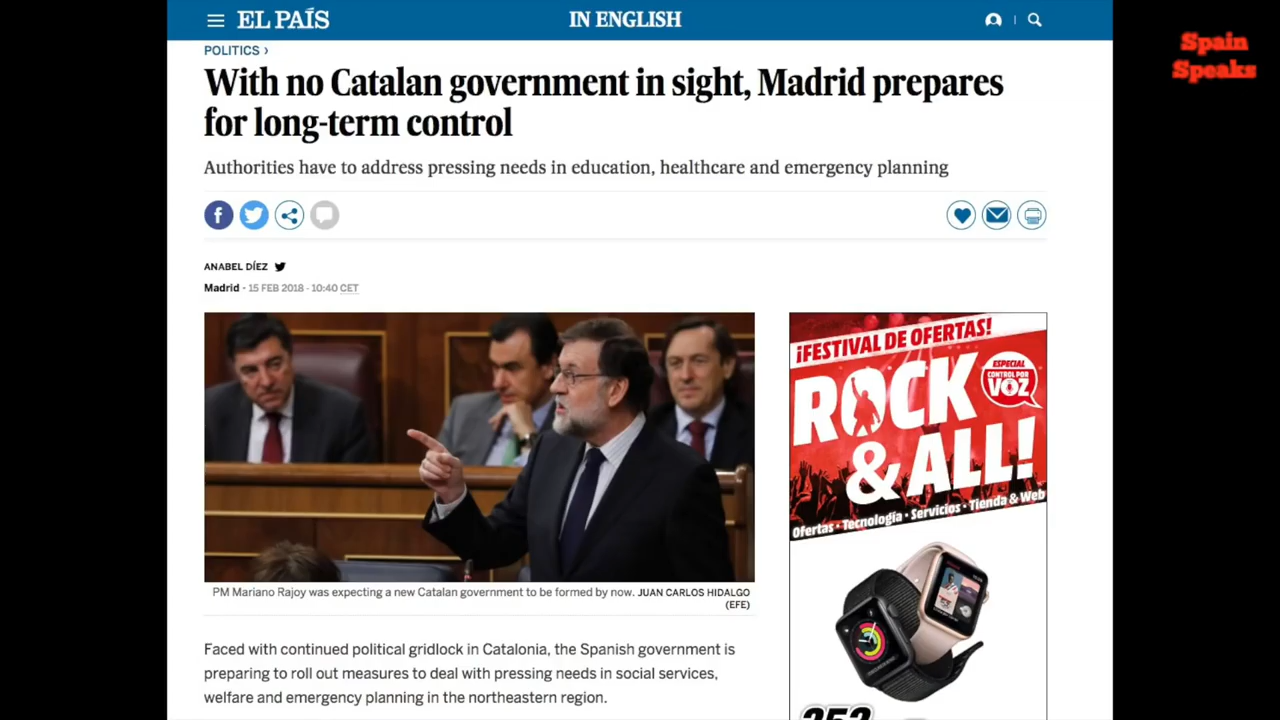 EL PAÍS
IN ENGLISH
Spain
Speaks
POLITICS ›
With no Catalan government in sight, Madrid prepares
for long-term control
Authorities have to address pressing needs in education, healthcare and emergency planning
ANABEL DÍEZ
Madrid - 15 FEB 2018 - 10:40 CET
PM Mariano Rajoy was expecting a new Catalan government to be formed by now. JUAN CARLOS HIDALGO
(EFE)
Faced with continued political gridlock in Catalonia, the Spanish government is
preparing to roll out measures to deal with pressing needs in social services,
welfare and emergency planning in the northeastern region.
¡FESTIVAL DE OFERTAS!
ROCK
& ALL!
ESPECIAL
CONTROL POR
VOZ
Ofertas · Tecnología · Servicios · Tienda & Web